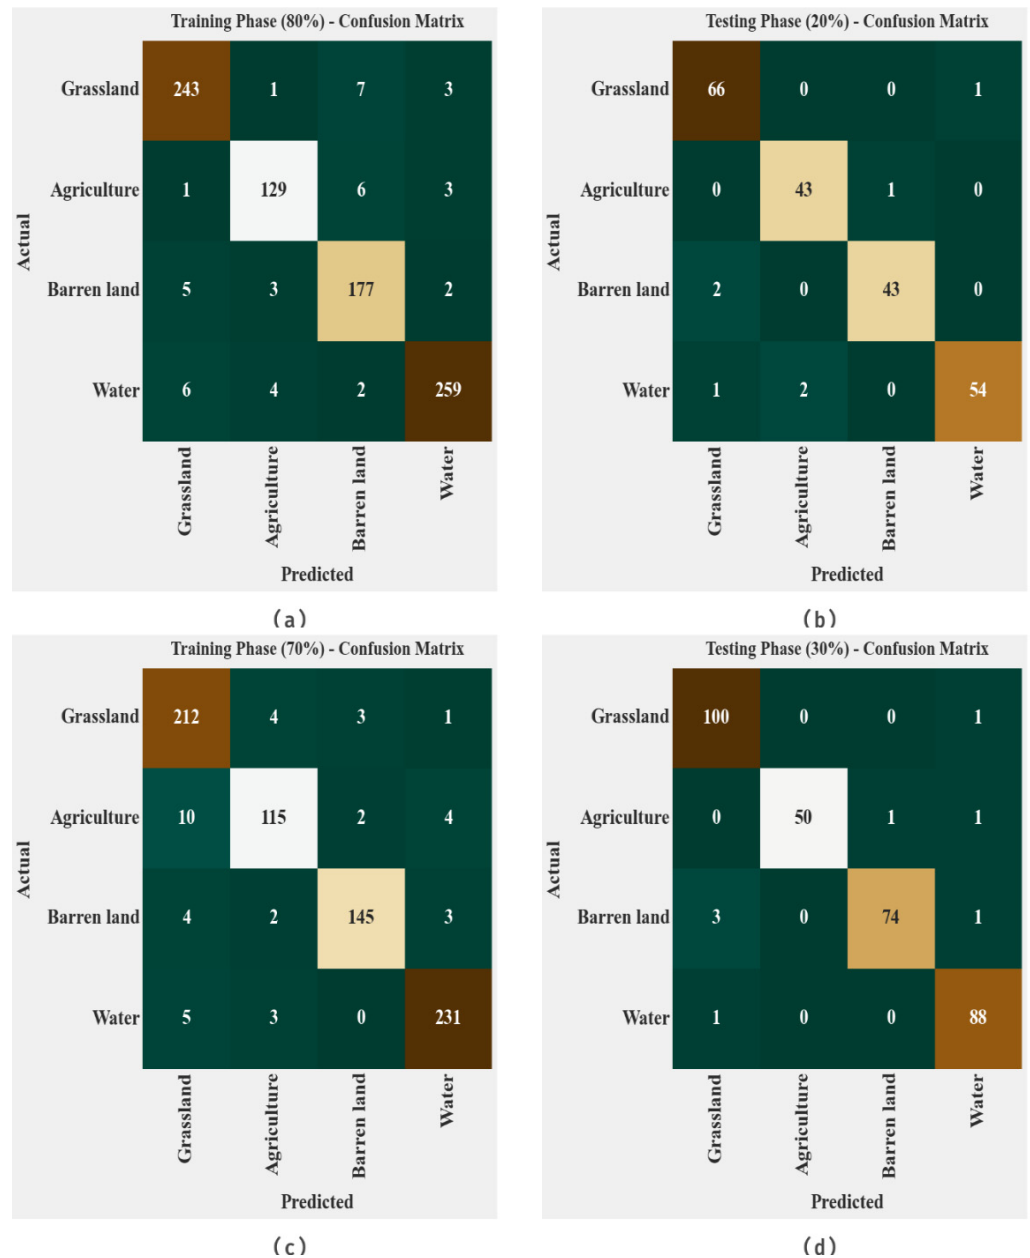 Training Phase (80%) - Confusion Matrix
Grassland 243 1 7 3
Agriculture 1 129 6 3
Barren land 5 3 177 2
Water 6 4 2 259
Actual
Grassland Agriculture Barren land Water
Predicted
(a)
Testing Phase (20%) - Confusion Matrix
Grassland 66 0 0 1
Agriculture 0 43 1 0
Barren land 2 0 43 0
Water 1 2 0 54
Actual
Grassland Agriculture Barren land Water
Predicted
(b)
Training Phase (70%) - Confusion Matrix
Grassland 212 4 3 1
Agriculture 10 115 2 4
Barren land 4 2 145 3
Water 5 3 0 231
Actual
Grassland Agriculture Barren land Water
Predicted
(c)
Testing Phase (30%) - Confusion Matrix
Grassland 100 0 0 1
Agriculture 0 50 1 1
Barren land 3 0 74 1
Water 1 0 0 88
Actual
Grassland Agriculture Barren land Water
Predicted
(d)